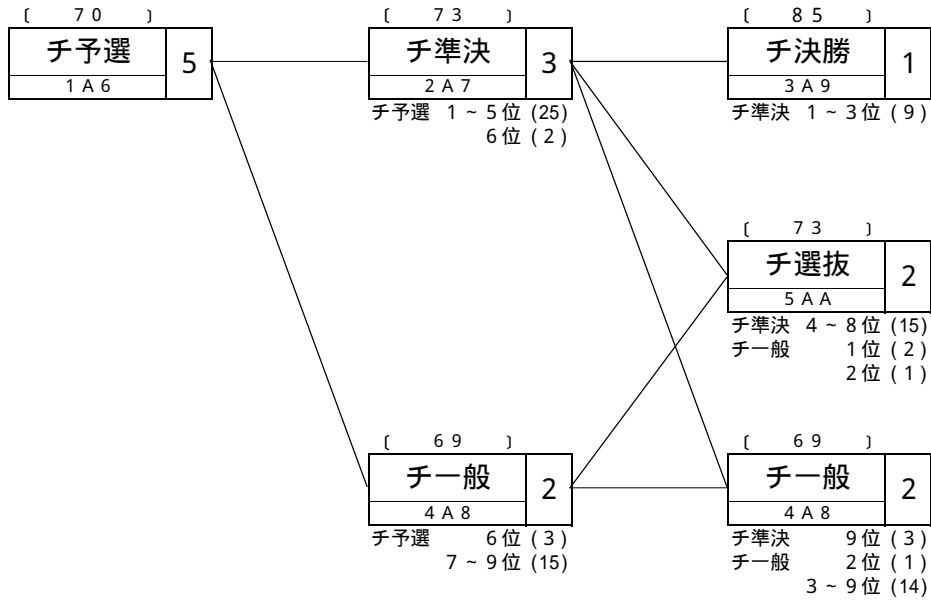 〔 70 〕
チ予選 5
1A6
〔 73 〕
チ準決 3
2A7
チ予選 1~5位 (25)
6位 (2)
〔 85 〕
チ決勝 1
3A9
チ準決 1~3位 (9)
〔 73 〕
チ選抜 2
5AA
チ準決 4~8位 (15)
チ一般 1位 (2)
2位 (1)
〔 69 〕
チ一般 2
4A8
チ予選 6位 (3)
7~9位 (15)
〔 69 〕
チ一般 2
4A8
チ準決 9位 (3)
チ一般 2位 (1)
3~9位 (14)